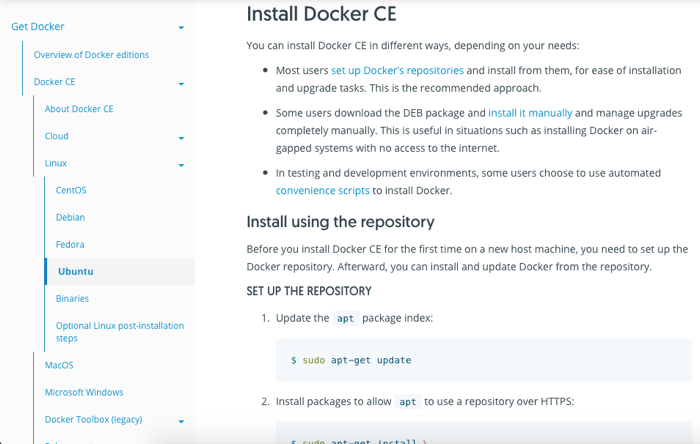 Get Docker
Overview of Docker editions
Docker CE
About Docker CE
Cloud
Linux
CentOS
Debian
Fedora
Ubuntu
Binaries
Optional Linux post-installation
steps
MacOS
Microsoft Windows
Docker Toolbox (legacy)
Install Docker CE
You can install Docker CE in different ways, depending on your needs:
• Most users set up Docker's repositories and install from them, for ease of installation
and upgrade tasks. This is the recommended approach.
• Some users download the DEB package and install it manually and manage upgrades
completely manually. This is useful in situations such as installing Docker on air-
gapped systems with no access to the internet.
• In testing and development environments, some users choose to use automated
convenience scripts to install Docker.
Install using the repository
Before you install Docker CE for the first time on a new host machine, you need to set up the
Docker repository. Afterward, you can install and update Docker from the repository.
SET UP THE REPOSITORY
1. Update the apt package index:
$ sudo apt-get update
2. Install packages to allow apt to use a repository over HTTPS:
$ sudo apt-get install \